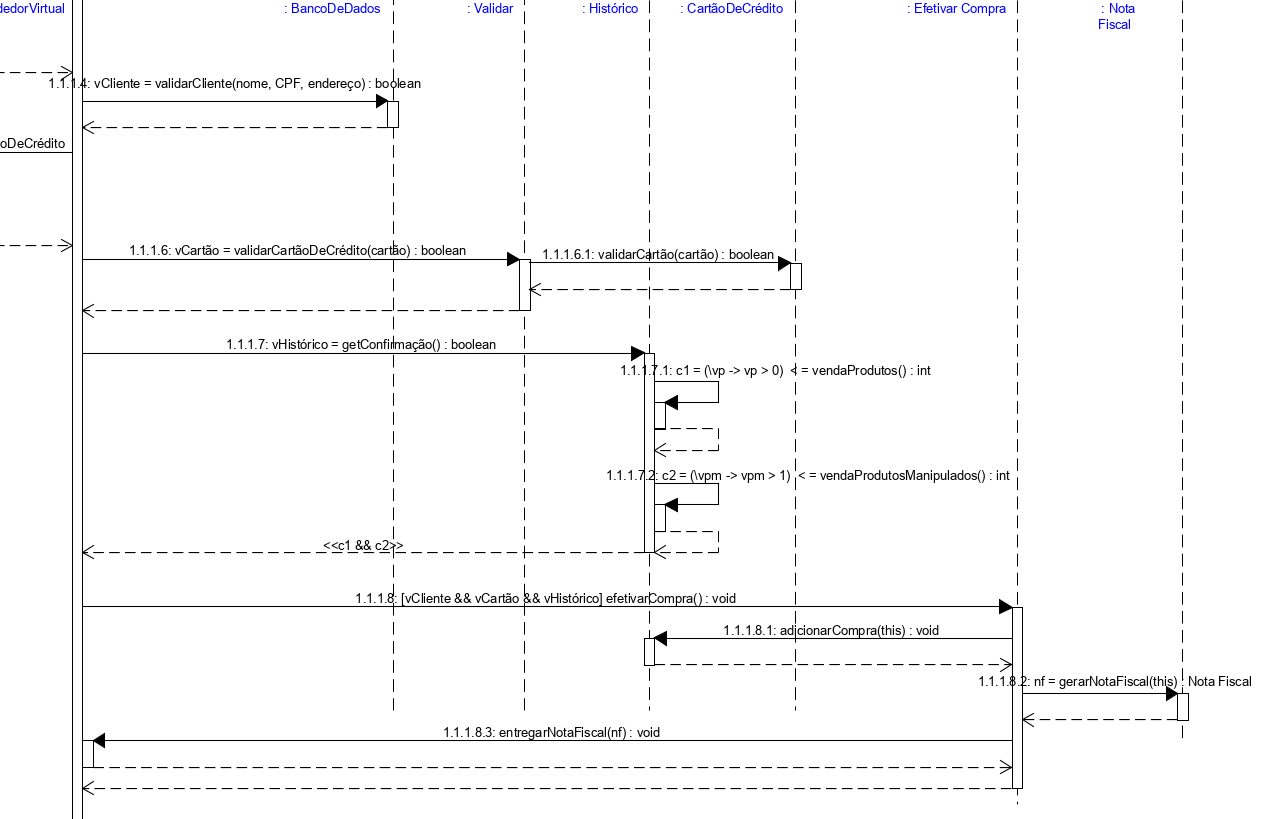 dedorVirtual
: BancoDeDados
: Validar
: Histórico
: CartãoDeCrédito
: Efetivar Compra
: Nota
Fiscal
1.1.1.4: vCliente = validarCliente(nome, CPF, endereço) : boolean
oDeCrédito
1.1.1.6: vCartão = validarCartãoDeCrédito(cartão) : boolean
1.1.1.6.1: validarCartão(cartão) : boolean
1.1.1.7: vHistórico = getConfirmação() : boolean
1.1.1.7.1: c1 = (\vp -> vp > 0) < = vendaProdutos() : int
1.1.1.7.2: c2 = (\vpm -> vpm > 1) < = vendaProdutosManipulados() : int
<<c1 && c2>>
1.1.1.8: [vCliente && vCartão && vHistórico] efetivarCompra() : void
1.1.1.8.1: adicionarCompra(this) : void
1.1.1.8.2: nf = gerarNotaFiscal(this) : Nota Fiscal
1.1.1.8.3: entregarNotaFiscal(nf) : void